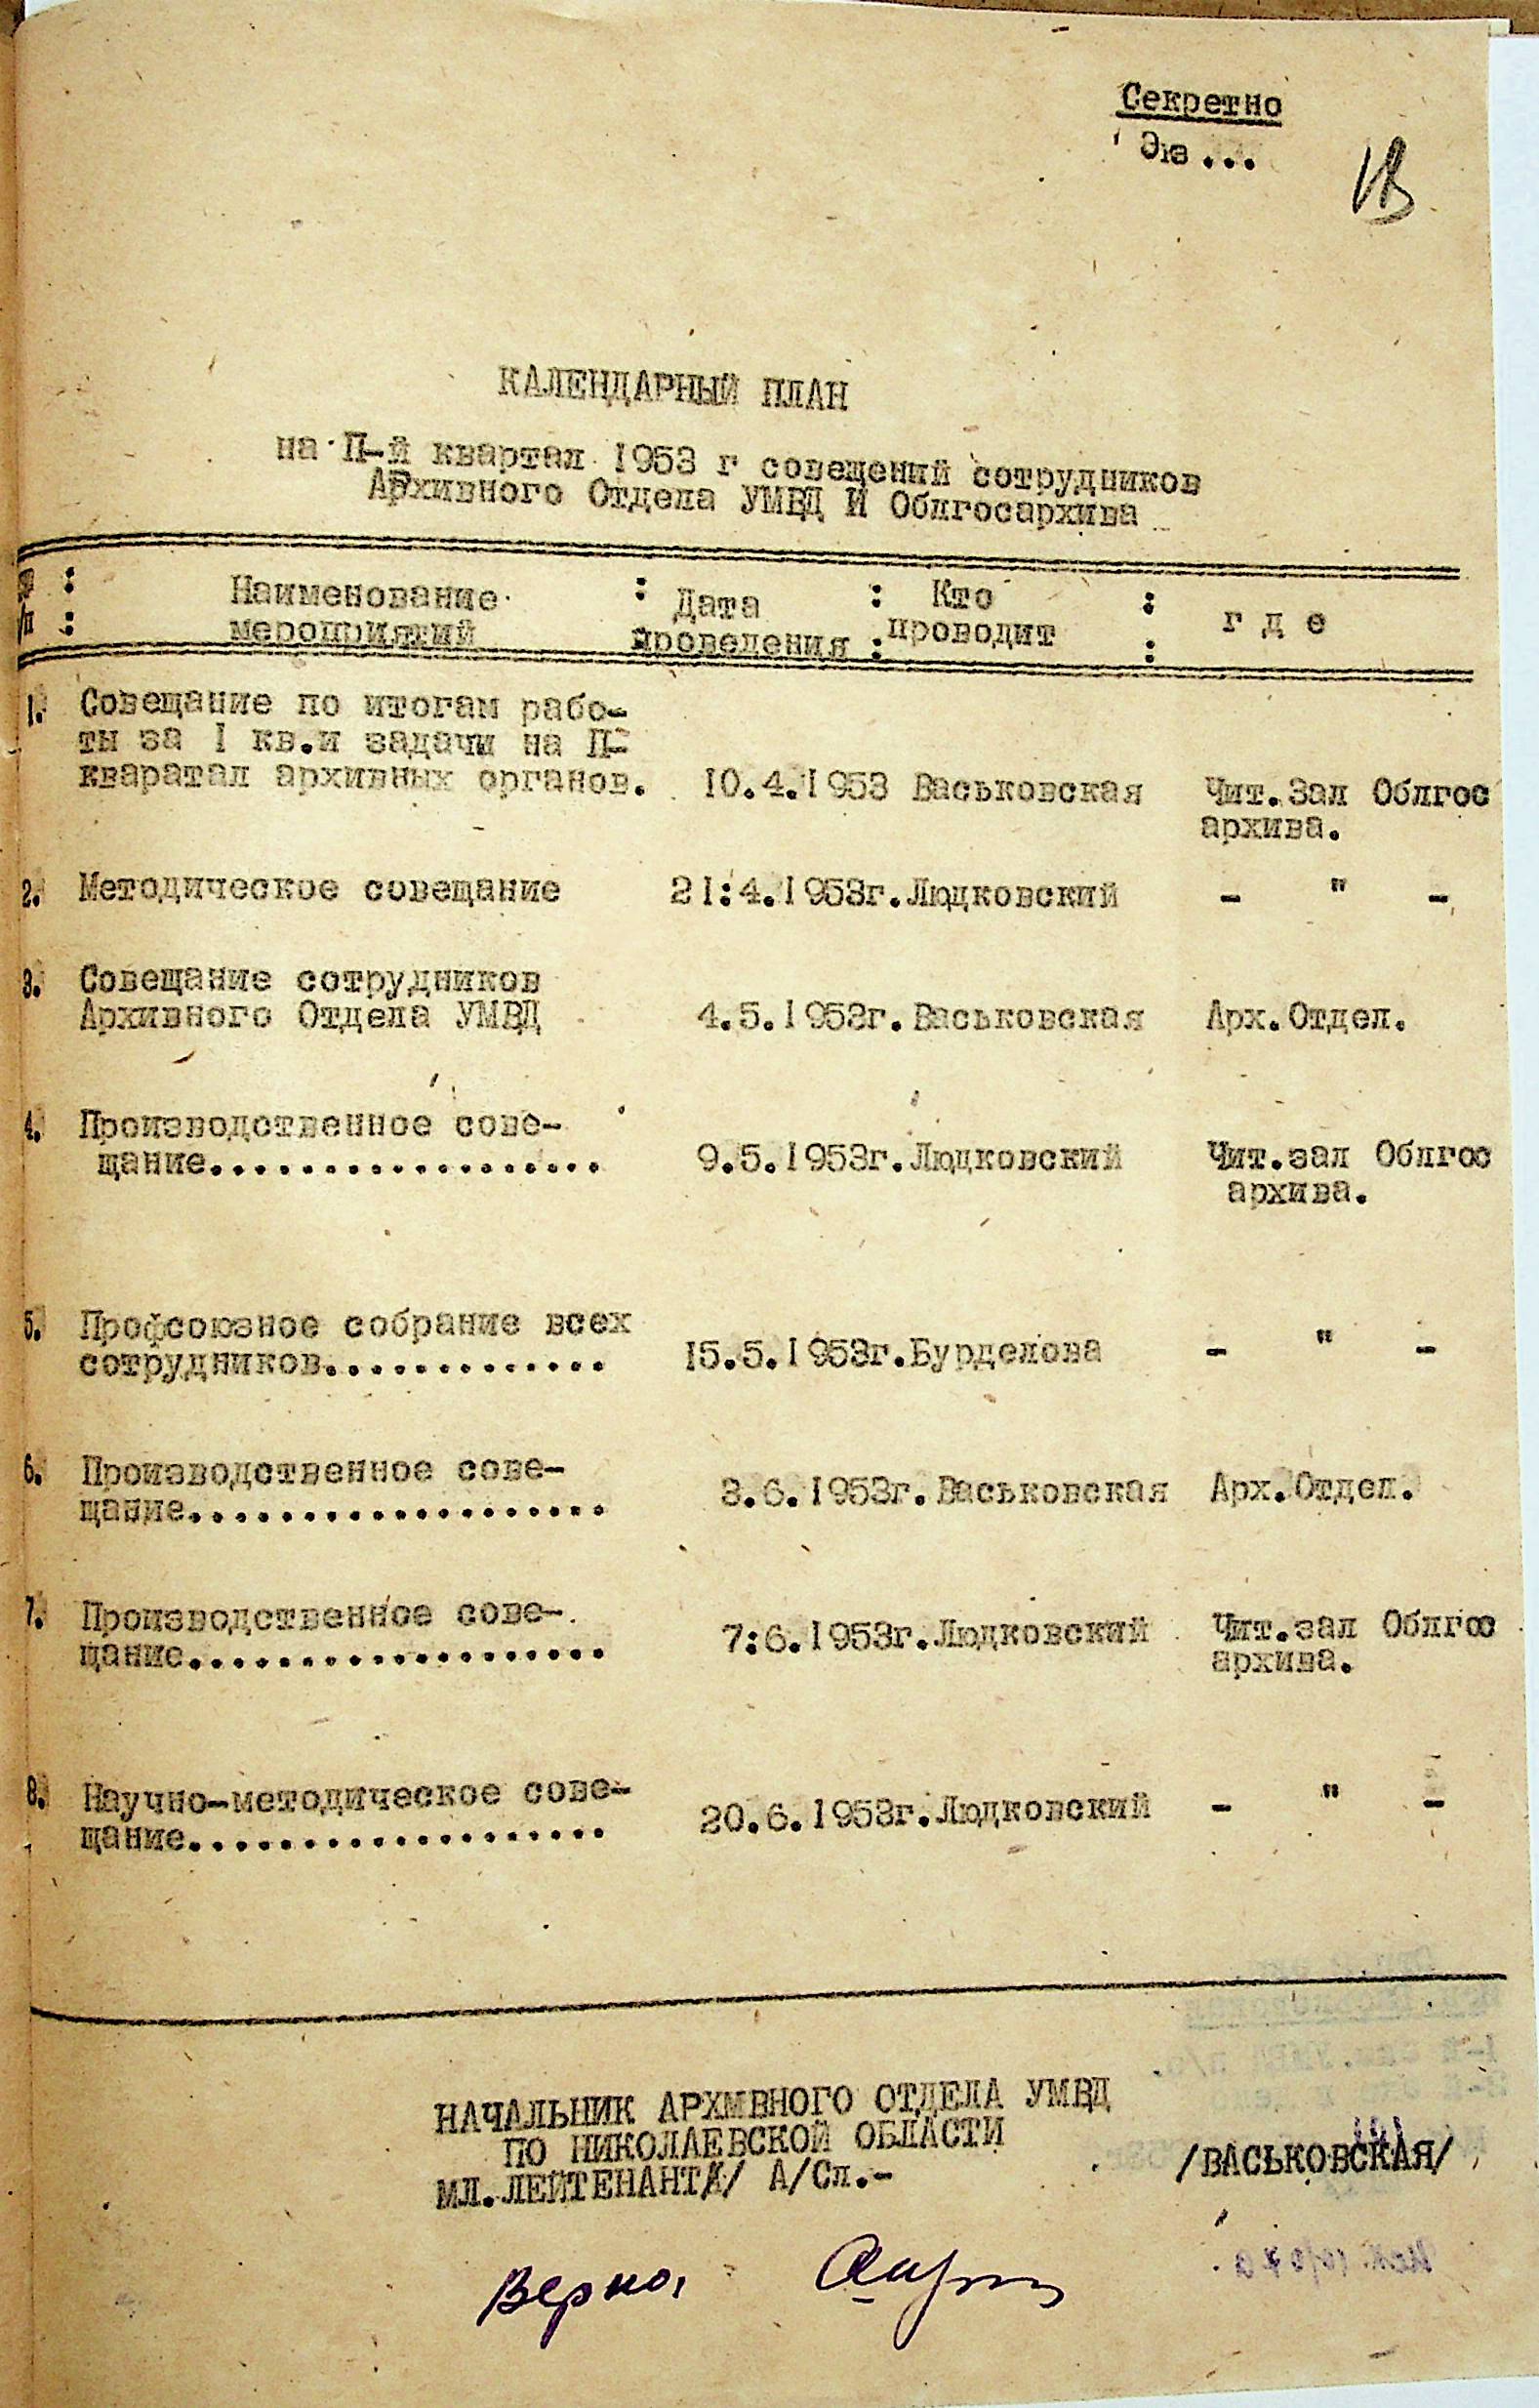 Секретно
Экз ...
КАЛЕНДАРНЫЙ ПЛАН
на П-й квартал 1953 г совещений сотрудников
Архивного Отдела УМВД И Облгосархива
: Наименование : Дата : Кто : г д е
/п : мероприятий проведения : проводит :
1. Совещание по итогам рабо-
ты за I кв.и задачи на П-
кваратал архивных органов. 10.4.1953 Васьковская Чит.Зал Облгос
архива.
2. Методическое совещание 21:4.1953г.Людковский - " -
3. Совещание сотрудников
Архивного Отдела УМВД 4.5.1953г.Васьковская Арх.Отдел.
4. Производственное сове-
щание.................. 9.5.1953г.Людковский Чит.зал Облгос
архива.
5. Профсоюзное собрание всех
сотрудников............. 15.5.1953г.Бурделова - " -
6. Производственное сове-
щание................... 3.6.1953г.Васьковская Арх.Отдел.
7. Производственное сове-
щание................... 7:6.1953г.Людковский Чит.зал Облгос
архива.
8. Научно-методическое сове-
щание................... 20.6.1953г.Людковский - " -
НАЧАЛЬНИК АРХМВНОГО ОТДЕЛА УМВД
ПО НИКОЛАЕВСКОЙ ОБЛАСТИ
МЛ.ЛЕЙТЕНАНТ/ А/Сл.- /ВАСЬКОВСКАЯ/
Верно: